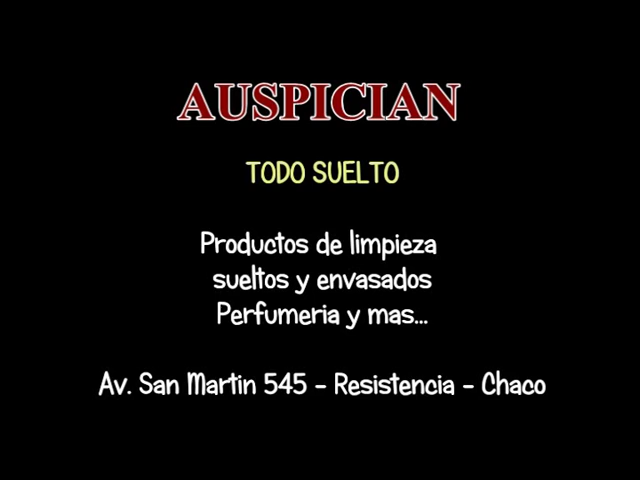 AUSPICIAN
TODO SUELTO
Productos de limpieza
sueltos y envasados
Perfumeria y mas...
Av. San Martin 545 - Resistencia - Chaco